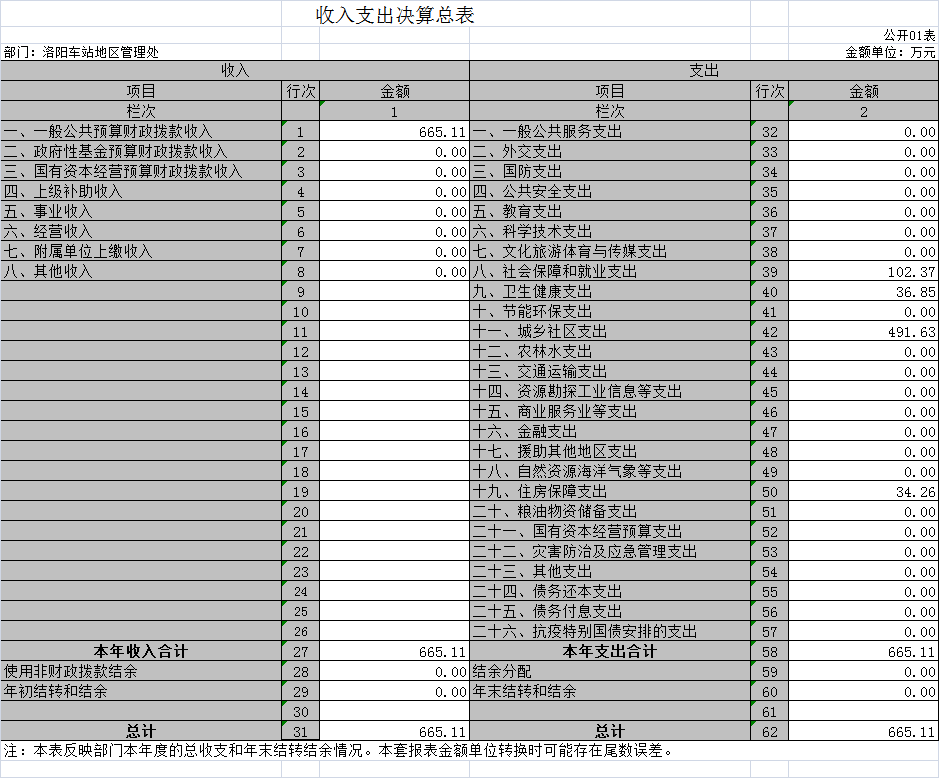 收入支出决算总表
公开01表
部门：洛阳车站地区管理处 金额单位：万元
收入 支出
项目 行次 金额 项目 行次 金额
栏次 1 栏次 2
一、一般公共预算财政拨款收入 1 665.11 一、一般公共服务支出 32 0.00
二、政府性基金预算财政拨款收入 2 0.00 二、外交支出 33 0.00
三、国有资本经营预算财政拨款收入 3 0.00 三、国防支出 34 0.00
四、上级补助收入 4 0.00 四、公共安全支出 35 0.00
五、事业收入 5 0.00 五、教育支出 36 0.00
六、经营收入 6 0.00 六、科学技术支出 37 0.00
七、附属单位上缴收入 7 0.00 七、文化旅游体育与传媒支出 38 0.00
八、其他收入 8 0.00 八、社会保障和就业支出 39 102.37
9 九、卫生健康支出 40 36.85
10 十、节能环保支出 41 0.00
11 十一、城乡社区支出 42 491.63
12 十二、农林水支出 43 0.00
13 十三、交通运输支出 44 0.00
14 十四、资源勘探工业信息等支出 45 0.00
15 十五、商业服务业等支出 46 0.00
16 十六、金融支出 47 0.00
17 十七、援助其他地区支出 48 0.00
18 十八、自然资源海洋气象等支出 49 0.00
19 十九、住房保障支出 50 34.26
20 二十、粮油物资储备支出 51 0.00
21 二十一、国有资本经营预算支出 52 0.00
22 二十二、灾害防治及应急管理支出 53 0.00
23 二十三、其他支出 54 0.00
24 二十四、债务还本支出 55 0.00
25 二十五、债务付息支出 56 0.00
26 二十六、抗疫特别国债安排的支出 57 0.00
本年收入合计 27 665.11 本年支出合计 58 665.11
使用非财政拨款结余 28 0.00 结余分配 59 0.00
年初结转和结余 29 0.00 年末结转和结余 60 0.00
30 61
总计 31 665.11 总计 62 665.11
注：本表反映部门本年度的总收支和年末结转结余情况。本套报表金额单位转换时可能存在尾数误差。